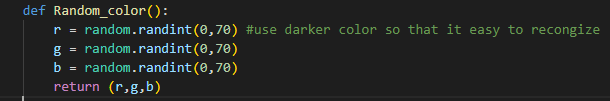 def Random_color():
    r = random.randint(0,70) #use darker color so that it easy to recongize
    g = random.randint(0,70)
    b = random.randint(0,70)
    return (r,g,b)